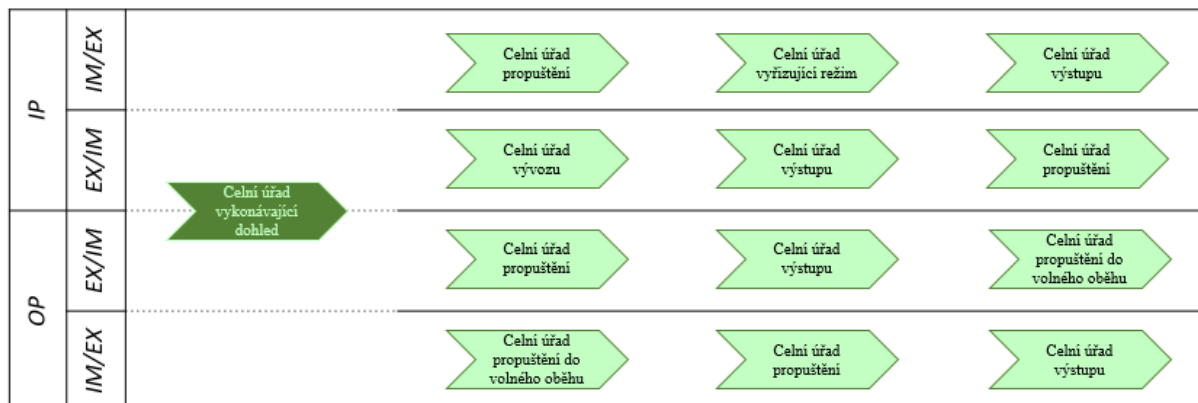 IP
IM/EX
Celní úřad
propuštění
Celní úřad
vyřizující režim
Celní úřad
výstupu
EX/IM
Celní úřad
vývozu
Celní úřad
výstupu
Celní úřad
propuštění
Celní úřad
vykonávající
dohled
OP
EX/IM
Celní úřad
propuštění
Celní úřad
výstupu
Celní úřad
propuštění do
volného oběhu
IM/EX
Celní úřad
propuštění do
volného oběhu
Celní úřad
propuštění
Celní úřad
výstupu